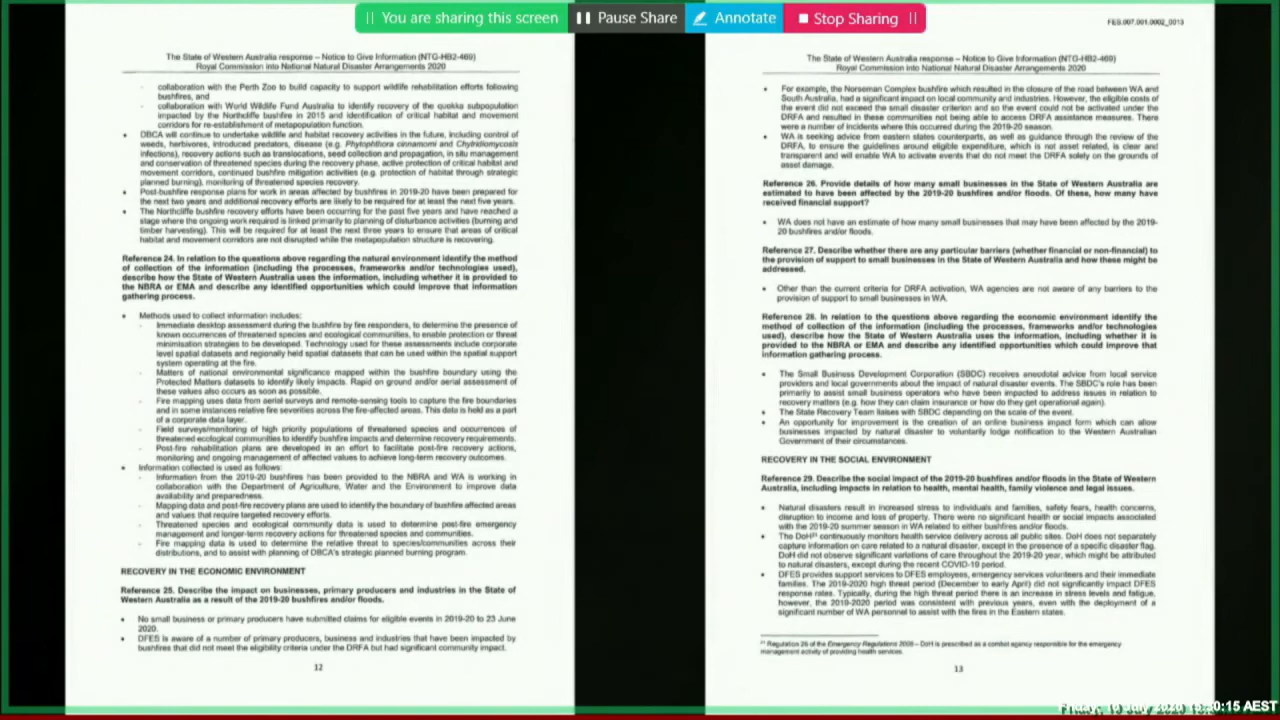 You are sharing this screen
Pause Share
Annotate
Stop Sharing
FES.007.001.0002_0013
The State of Western Australia response – Notice to Give Information (NTG-HB2-469)
Royal Commission into National Natural Disaster Arrangements 2020
- collaboration with the Perth Zoo to build capacity to support wildlife rehabilitation efforts following
bushfires, and
- collaboration with World Wildlife Fund Australia to identify recovery of the quokka subpopulation
impacted by the Northcliffe bushfire in 2015 and identification of critical habitat and movement
corridors for re-establishment of metapopulation function.
• DBCA will continue to undertake wildlife and habitat recovery activities in the future, including control of
weeds, herbivores, introduced predators, disease (e.g. Phytophthora cinnamomi and Chytridiomycosis
infections), recovery actions such as translocations, seed collection and propagation, in situ management
and conservation of threatened species during the recovery phase, active protection of critical habitat and
movement corridors, continued bushfire mitigation activities (e.g. protection of habitat through strategic
planned burning), monitoring of threatened species recovery.
• Post-bushfire response plans for work in areas affected by bushfires in 2019-20 have been prepared for
the next two years and additional recovery efforts are likely to be required for at least the next five years.
• The Northcliffe bushfire recovery efforts have been occurring for the past five years and have reached a
stage where the ongoing work required is linked primarily to planning of disturbance activities (burning and
timber harvesting). This will be required for at least the next three years to ensure that areas of critical
habitat and movement corridors are not disrupted while the metapopulation structure is recovering.
Reference 24. In relation to the questions above regarding the natural environment identify the method
of collection of the information (including the processes, frameworks and/or technologies used),
describe how the State of Western Australia uses the information, including whether it is provided to
the NBRA or EMA and describe any identified opportunities which could improve that information
gathering process.
• Methods used to collect information includes:
- Immediate desktop assessment during the bushfire by fire responders, to determine the presence of
known occurrences of threatened species and ecological communities, to enable protection or threat
minimisation strategies to be developed. Technology used for these assessments include corporate
level spatial datasets and regionally held spatial datasets that can be used within the spatial support
system operating at the fire.
- Matters of national environmental significance mapped within the bushfire boundary using the
Protected Matters datasets to identify likely impacts. Rapid on ground and/or aerial assessment of
these values also occurs as soon as possible.
- Fire mapping uses data from aerial surveys and remote-sensing tools to capture the fire boundaries
and in some instances relative fire severities across the fire-affected areas. This data is held as a part
of a corporate data layer.
- Field surveys/monitoring of high priority populations of threatened species and occurrences of
threatened ecological communities to identify bushfire impacts and determine recovery requirements.
- Post-fire rehabilitation plans are developed in an effort to facilitate post-fire recovery actions,
monitoring and ongoing management of affected values to achieve long-term recovery outcomes.
• Information collected is used as follows:
- Information from the 2019-20 bushfires has been provided to the NBRA and WA is working in
collaboration with the Department of Agriculture, Water and the Environment to improve data
availability and preparedness.
- Mapping data and post-fire recovery plans are used to identify the boundary of bushfire affected areas
and values that require targeted recovery efforts.
- Threatened species and ecological community data is used to determine post-fire emergency
management and longer-term recovery actions for threatened species and communities.
- Fire mapping data is used to determine the relative threat to species/communities across their
distributions, and to assist with planning of DBCA's strategic planned burning program.
RECOVERY IN THE ECONOMIC ENVIRONMENT
Reference 25. Describe the impact on businesses, primary producers and industries in the State of
Western Australia as a result of the 2019-20 bushfires and/or floods.
• No small business or primary producers have submitted claims for eligible events in 2019-20 to 23 June
2020.
• DFES is aware of a number of primary producers, business and industries that have been impacted by
bushfires that did not meet the eligibility criteria under the DRFA but had significant community impact.
12
The State of Western Australia response – Notice to Give Information (NTG-HB2-469)
Royal Commission into National Natural Disaster Arrangements 2020
• For example, the Norseman Complex bushfire which resulted in the closure of the road between WA and
South Australia, had a significant impact on local community and industries. However, the eligible costs of
the event did not exceed the small disaster criterion and so the event could not be activated under the
DRFA and resulted in these communities not being able to access DRFA assistance measures. There
were a number of incidents where this occurred during the 2019-20 season.
• WA is seeking advice from eastern states counterparts, as well as guidance through the review of the
DRFA, to ensure the guidelines around eligible expenditure, which is not asset related, is clear and
transparent and will enable WA to activate events that do not meet the DRFA solely on the grounds of
asset damage.
Reference 26. Provide details of how many small businesses in the State of Western Australia are
estimated to have been affected by the 2019-20 bushfires and/or floods. Of these, how many have
received financial support?
• WA does not have an estimate of how many small businesses that may have been affected by the 2019-
20 bushfires and/or floods.
Reference 27. Describe whether there are any particular barriers (whether financial or non-financial) to
the provision of support to small businesses in the State of Western Australia and how these might be
addressed.
• Other than the current criteria for DRFA activation, WA agencies are not aware of any barriers to the
provision of support to small businesses in WA.
Reference 28. In relation to the questions above regarding the economic environment identify the
method of collection of the information (including the processes, frameworks and/or technologies
used), describe how the State of Western Australia uses the information, including whether it is
provided to the NBRA or EMA and describe any identified opportunities which could improve that
information gathering process.
• The Small Business Development Corporation (SBDC) receives anecdotal advice from local service
providers and local governments about the impact of natural disaster events. The SBDC's role has been
primarily to assist small business operators who have been impacted to address issues in relation to
recovery matters (e.g. how they can claim insurance or how do they get operational again).
• The State Recovery Team liaises with SBDC depending on the scale of the event.
• An opportunity for improvement is the creation of an online business impact form which can allow
businesses impacted by natural disaster to voluntarily lodge notification to the Western Australian
Government of their circumstances.
RECOVERY IN THE SOCIAL ENVIRONMENT
Reference 29. Describe the social impact of the 2019-20 bushfires and/or floods in the State of Western
Australia, including impacts in relation to health, mental health, family violence and legal issues.
• Natural disasters result in increased stress to individuals and families, safety fears, health concerns,
disruption to income and loss of property. There were no significant health or social impacts associated
with the 2019-20 summer season in WA related to either bushfires and/or floods.
• The DoH continuously monitors health service delivery across all public sites. DoH does not separately
capture information on care related to a natural disaster, except in the presence of a specific disaster flag.
DoH did not observe significant variations of care throughout the 2019-20 year, which might be attributed
to natural disasters, except during the recent COVID-19 period.
• DFES provides support services to DFES employees, emergency services volunteers and their immediate
families. The 2019-2020 high threat period (December to early April) did not significantly impact DFES
response rates. Typically, during the high threat period there is an increase in stress levels and fatigue,
however, the 2019-2020 period was consistent with previous years, even with the deployment of a
significant number of WA personnel to assist with the fires in the Eastern states.
Regulation 26 of the Emergency Regulations 2006 – DoH is prescribed as a combat agency responsible for the emergency
management activity of providing health services.
13
Friday, 10 July 2020 15:30:15 AEST